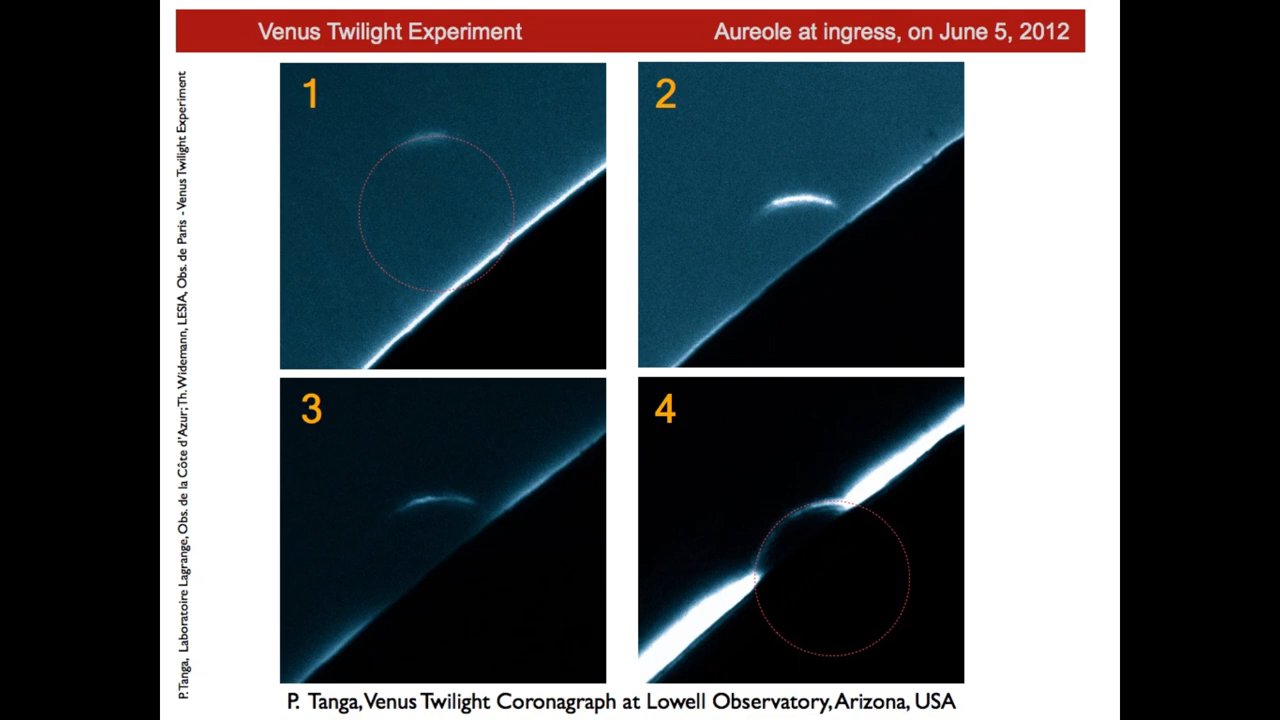 Venus Twilight Experiment
Aureole at ingress, on June 5, 2012
P. Tanga, Laboratoire Lagrange, Obs. de la Côte d'Azur; Th. Widemann, LESIA, Obs. de Paris - Venus Twilight Experiment
1
2
3
4
P. Tanga, Venus Twilight Coronagraph at Lowell Observatory, Arizona, USA